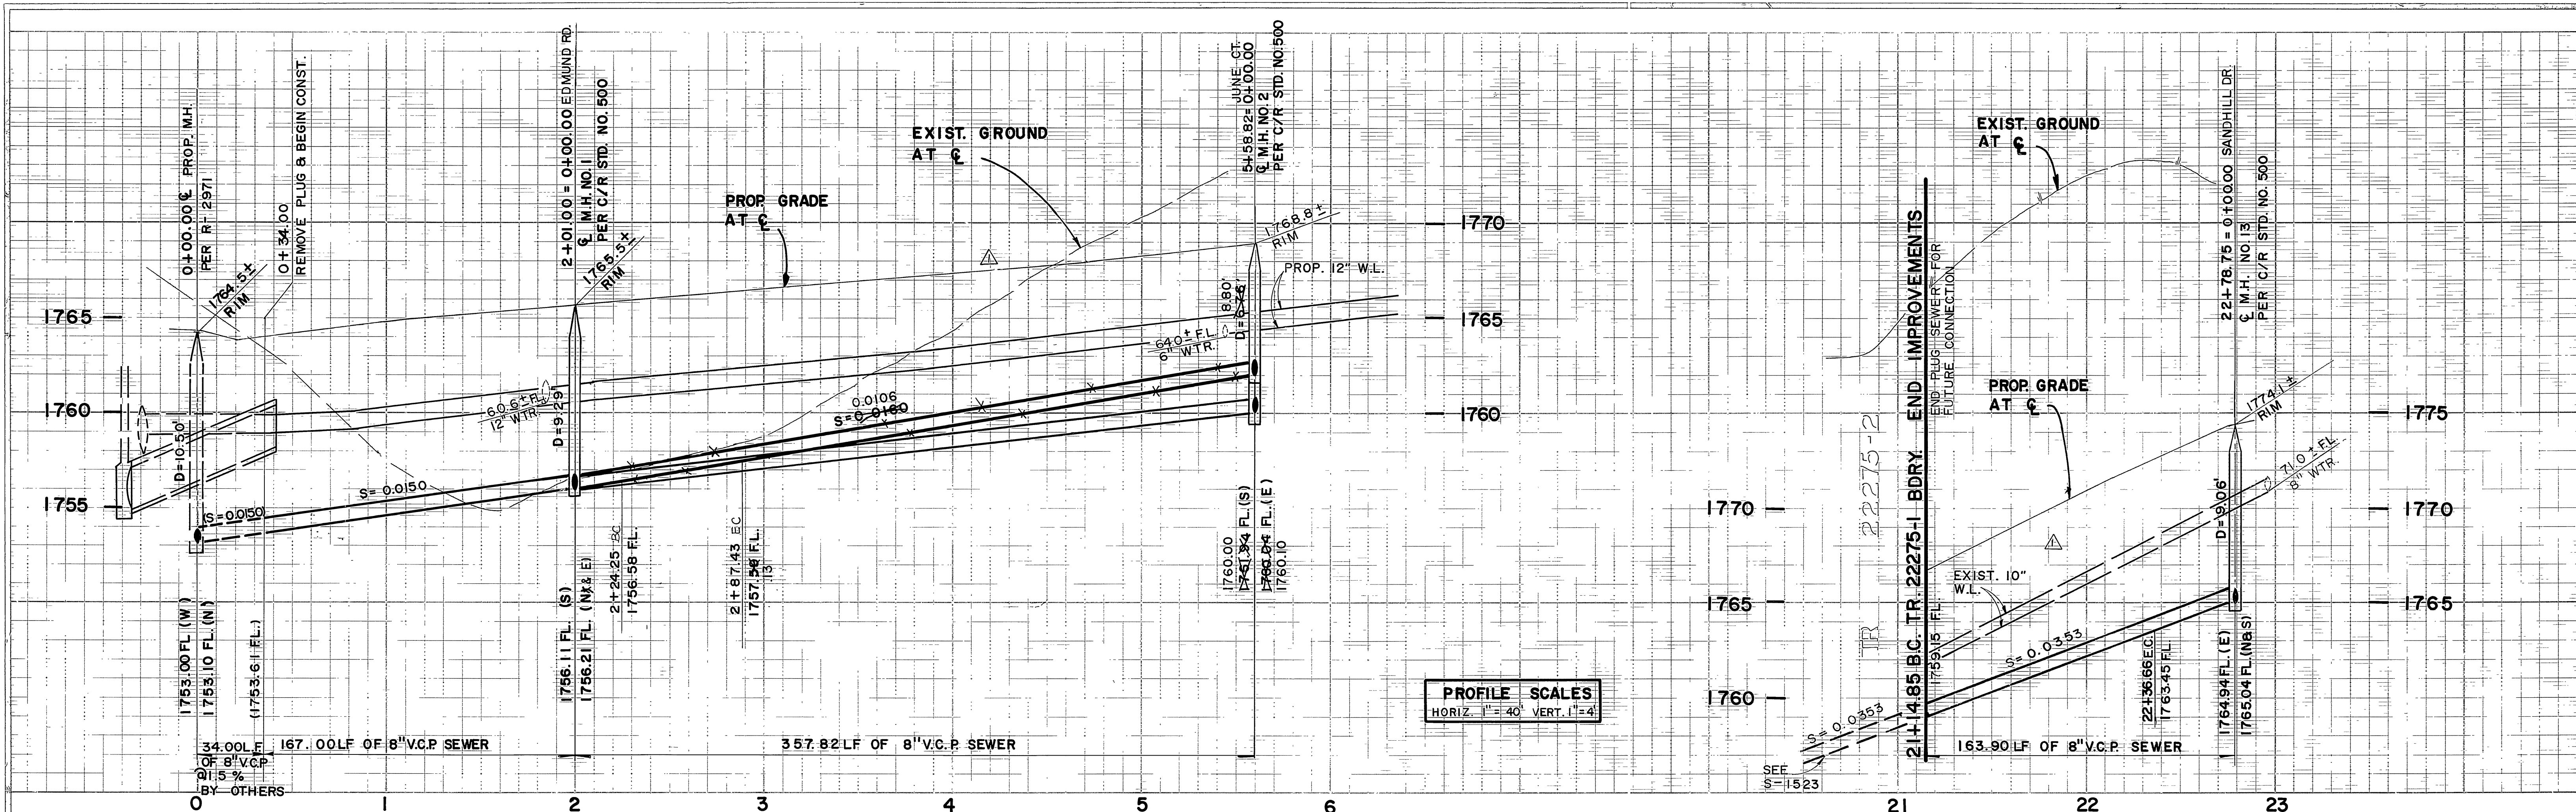 0+00.00 ℄ PROP. M.H.
PER R-2971
1764.5±
RIM
0+34.00
REMOVE PLUG & BEGIN CONST.
2+01.00 = 0+00.00 EDMUND RD.
℄ M.H. NO. 1
PER C/R STD. NO. 500
1765.5±
RIM
PROP. GRADE
AT ℄
EXIST. GROUND
AT ℄
1
5+58.82 = 0+00.00 JUNE CT.
℄ M.H. NO. 2
PER C/R STD. NO. 500
1768.8±
RIM
PROP. 12" W.L.
1770
1765
1760
1765
1760
1755
D=10.50'
60.6± FL.
12" WTR.
D=9.29'
64.0± F.L.
6" WTR.
8.80'
S=0.0150
S=0.0150
0.0106
S=0.0160
1753.00 FL (W)
1753.10 FL. (N)
(1753.61 FL.)
1756.11 FL. (S)
1756.21 FL. (N & E)
2+24.25 BC
1756.58 F.L.
2+87.43 EC
1757.56 F.L.
.13
1760.00
1761.94 FL.(S)
FL.(E)
1760.10
34.00 L.F.
OF 8" V.C.P.
@1.5 %
BY OTHERS
167.00 LF OF 8" V.C.P. SEWER
357.82 LF OF 8" V.C.P. SEWER
PROFILE SCALES
HORIZ. 1"= 40' VERT. 1"=4'
0 1 2 3 4 5 6
EXIST. GROUND
AT ℄
22+78.75 = 0+00.00 SANDHILL DR.
℄ M.H. NO. 13
PER C/R STD. NO. 500
TR 22275-2
21+14.85 B.C. TR. 22275-1 BDRY. END IMPROVEMENTS
1759.15 FL. END PLUG SEWER FOR
FUTURE CONNECTION
PROP. GRADE
AT ℄
1774.1±
RIM
71.0± FL
8" WTR.
D=9.06'
1
EXIST. 10"
W.L.
1770
1765
1760
1775
1770
1765
S=0.0353
S=0.0353
22+36.66 E.C.
1763.45 FL.
1764.94 FL. (E)
1765.04 FL.(N&S)
SEE
S-1523
163.90 LF OF 8" V.C.P. SEWER
21 22 23